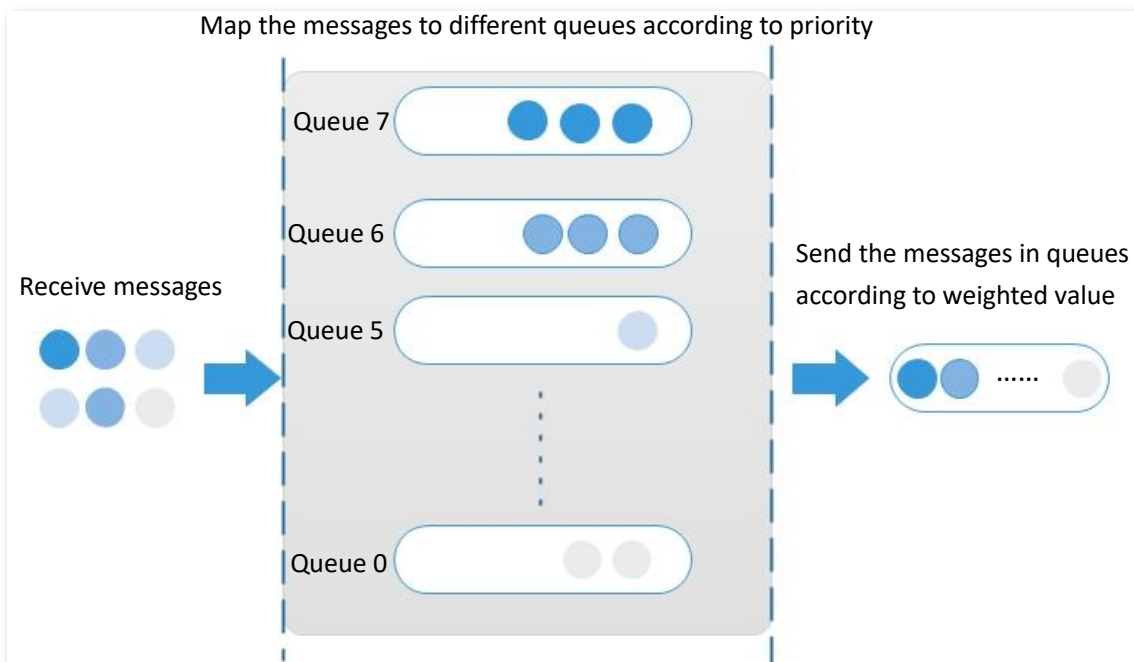 Map the messages to different queues according to priority
Queue 7
Queue 6
Queue 5
Queue 0
Receive messages
Send the messages in queues
according to weighted value
......